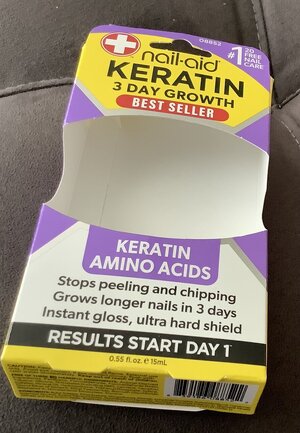 08852
nail-aid
#1 20 FREE NAIL CARE
KERATIN
3 DAY GROWTH
BEST SELLER
KERATIN
AMINO ACIDS
Stops peeling and chipping
Grows longer nails in 3 days
Instant gloss, ultra hard shield
RESULTS START DAY 1
0.55 fl. oz. e 15mL